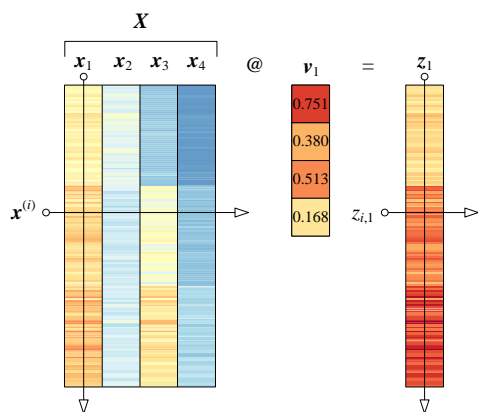 X
x₁ x₂ x₃ x₄ @ v₁ = z₁
0.751
0.380
0.513
x⁽ⁱ⁾ zᵢ,₁
0.168